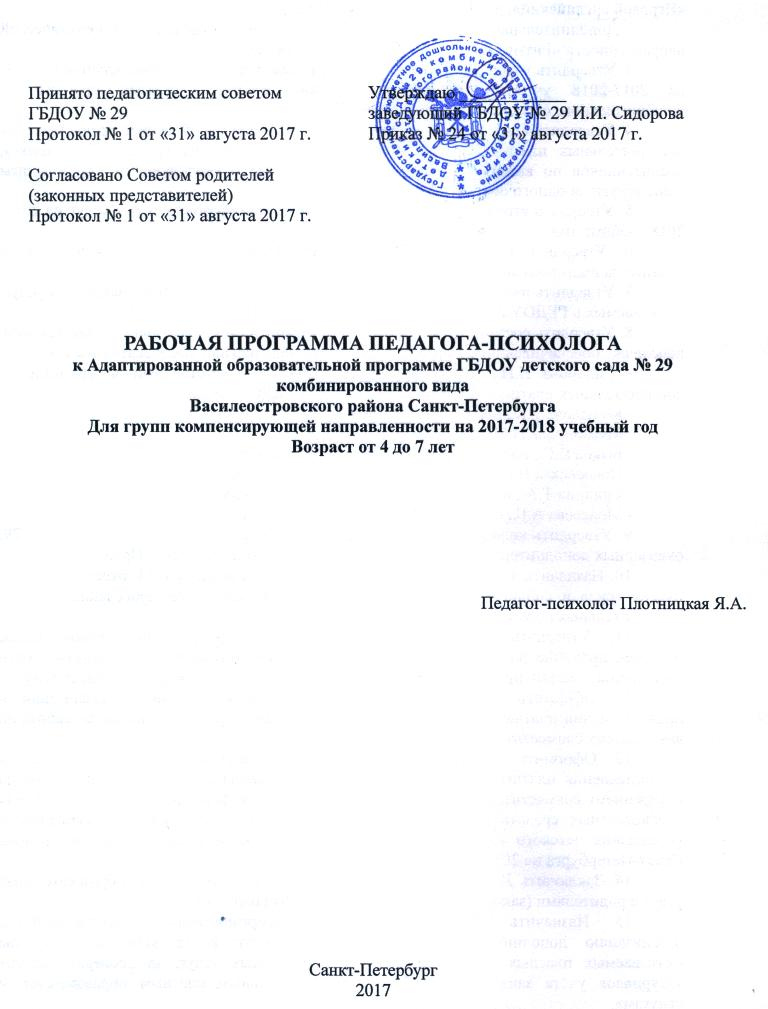 Принято педагогическим советом
ГБДОУ № 29
Протокол № 1 от «31» августа 2017 г.
Согласовано Советом родителей
(законных представителей)
Протокол № 1 от «31» августа 2017 г.
Утверждаю
заведующий ГБДОУ № 29 И.И. Сидорова
Приказ № 24 от «31» августа 2017 г.
РАБОЧАЯ ПРОГРАММА ПЕДАГОГА-ПСИХОЛОГА
к Адаптированной образовательной программе ГБДОУ детского сада № 29
комбинированного вида
Василеостровского района Санкт-Петербурга
Для групп компенсирующей направленности на 2017-2018 учебный год
Возраст от 4 до 7 лет
Педагог-психолог Плотницкая Я.А.
Санкт-Петербург
2017